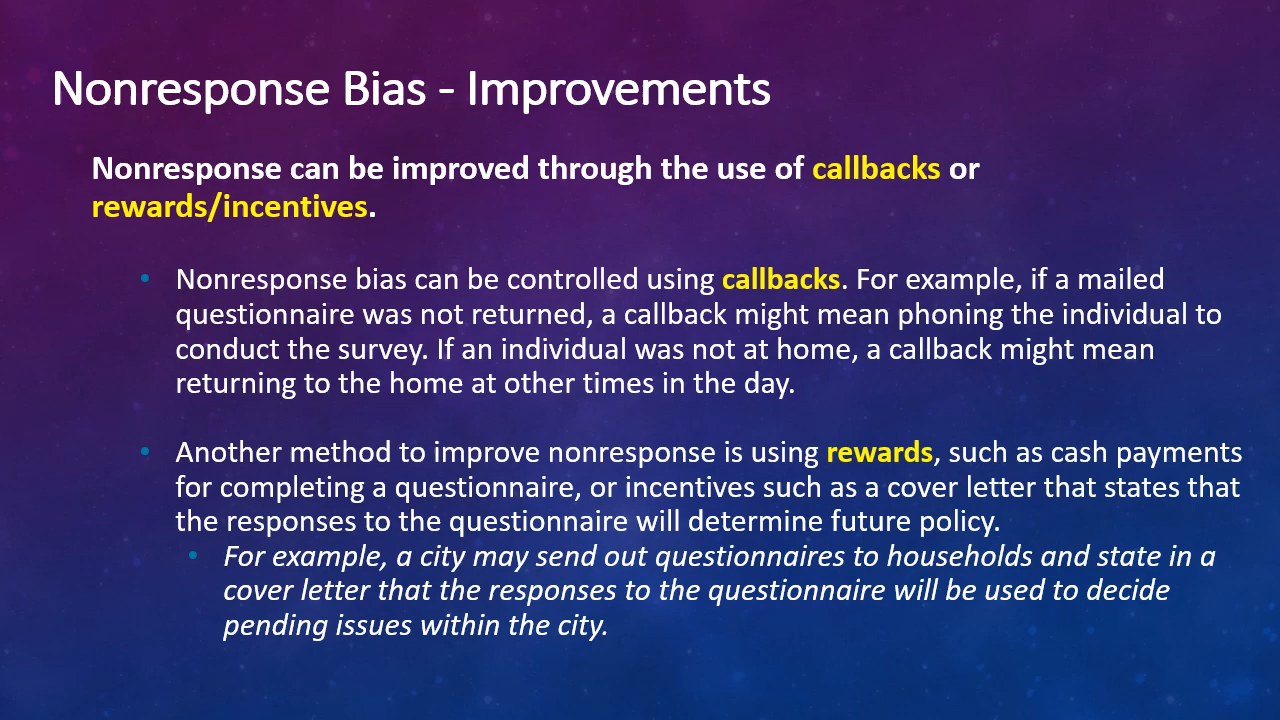 Nonresponse Bias - Improvements
Nonresponse can be improved through the use of callbacks or
rewards/incentives.
• Nonresponse bias can be controlled using callbacks. For example, if a mailed
questionnaire was not returned, a callback might mean phoning the individual to
conduct the survey. If an individual was not at home, a callback might mean
returning to the home at other times in the day.
• Another method to improve nonresponse is using rewards, such as cash payments
for completing a questionnaire, or incentives such as a cover letter that states that
the responses to the questionnaire will determine future policy.
• For example, a city may send out questionnaires to households and state in a
cover letter that the responses to the questionnaire will be used to decide
pending issues within the city.